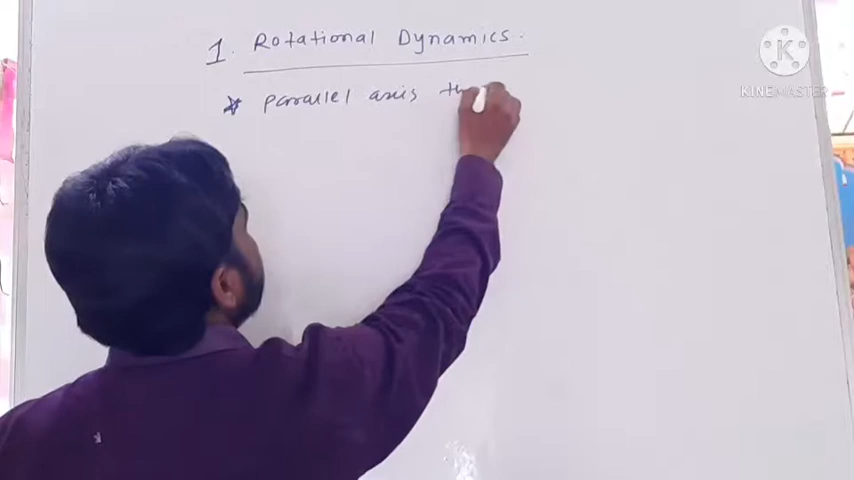 1. Rotational Dynamics.
* parallel axis th
KINEMASTER